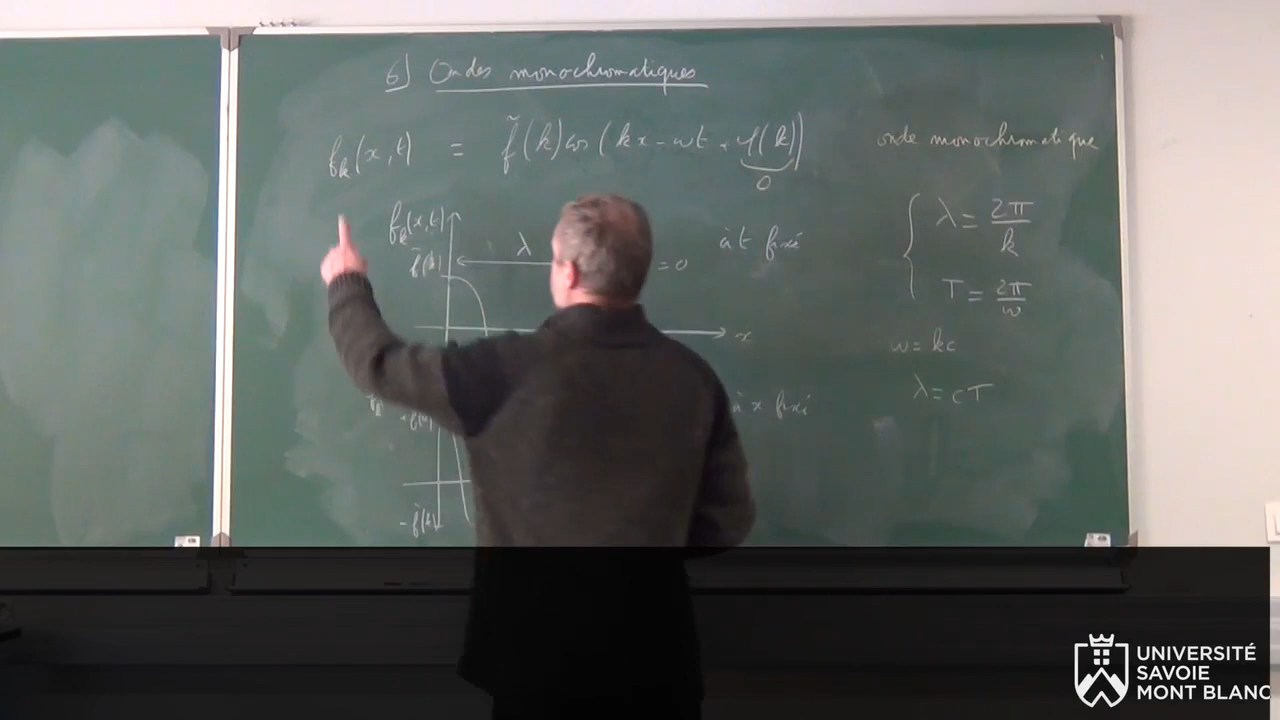 6) Ondes monochromatiques
f_k(x,t) = f̃(k) cos(kx - ωt + φ(k))
0
onde monochromatique
f_k(x,t)
f̃(k)
λ
= 0
à t fixé
x
λ = 2π/k
T = 2π/ω
ω = kc
λ = cT
à x fixé
-f̃(k)
UNIVERSITÉ
SAVOIE
MONT BLANC